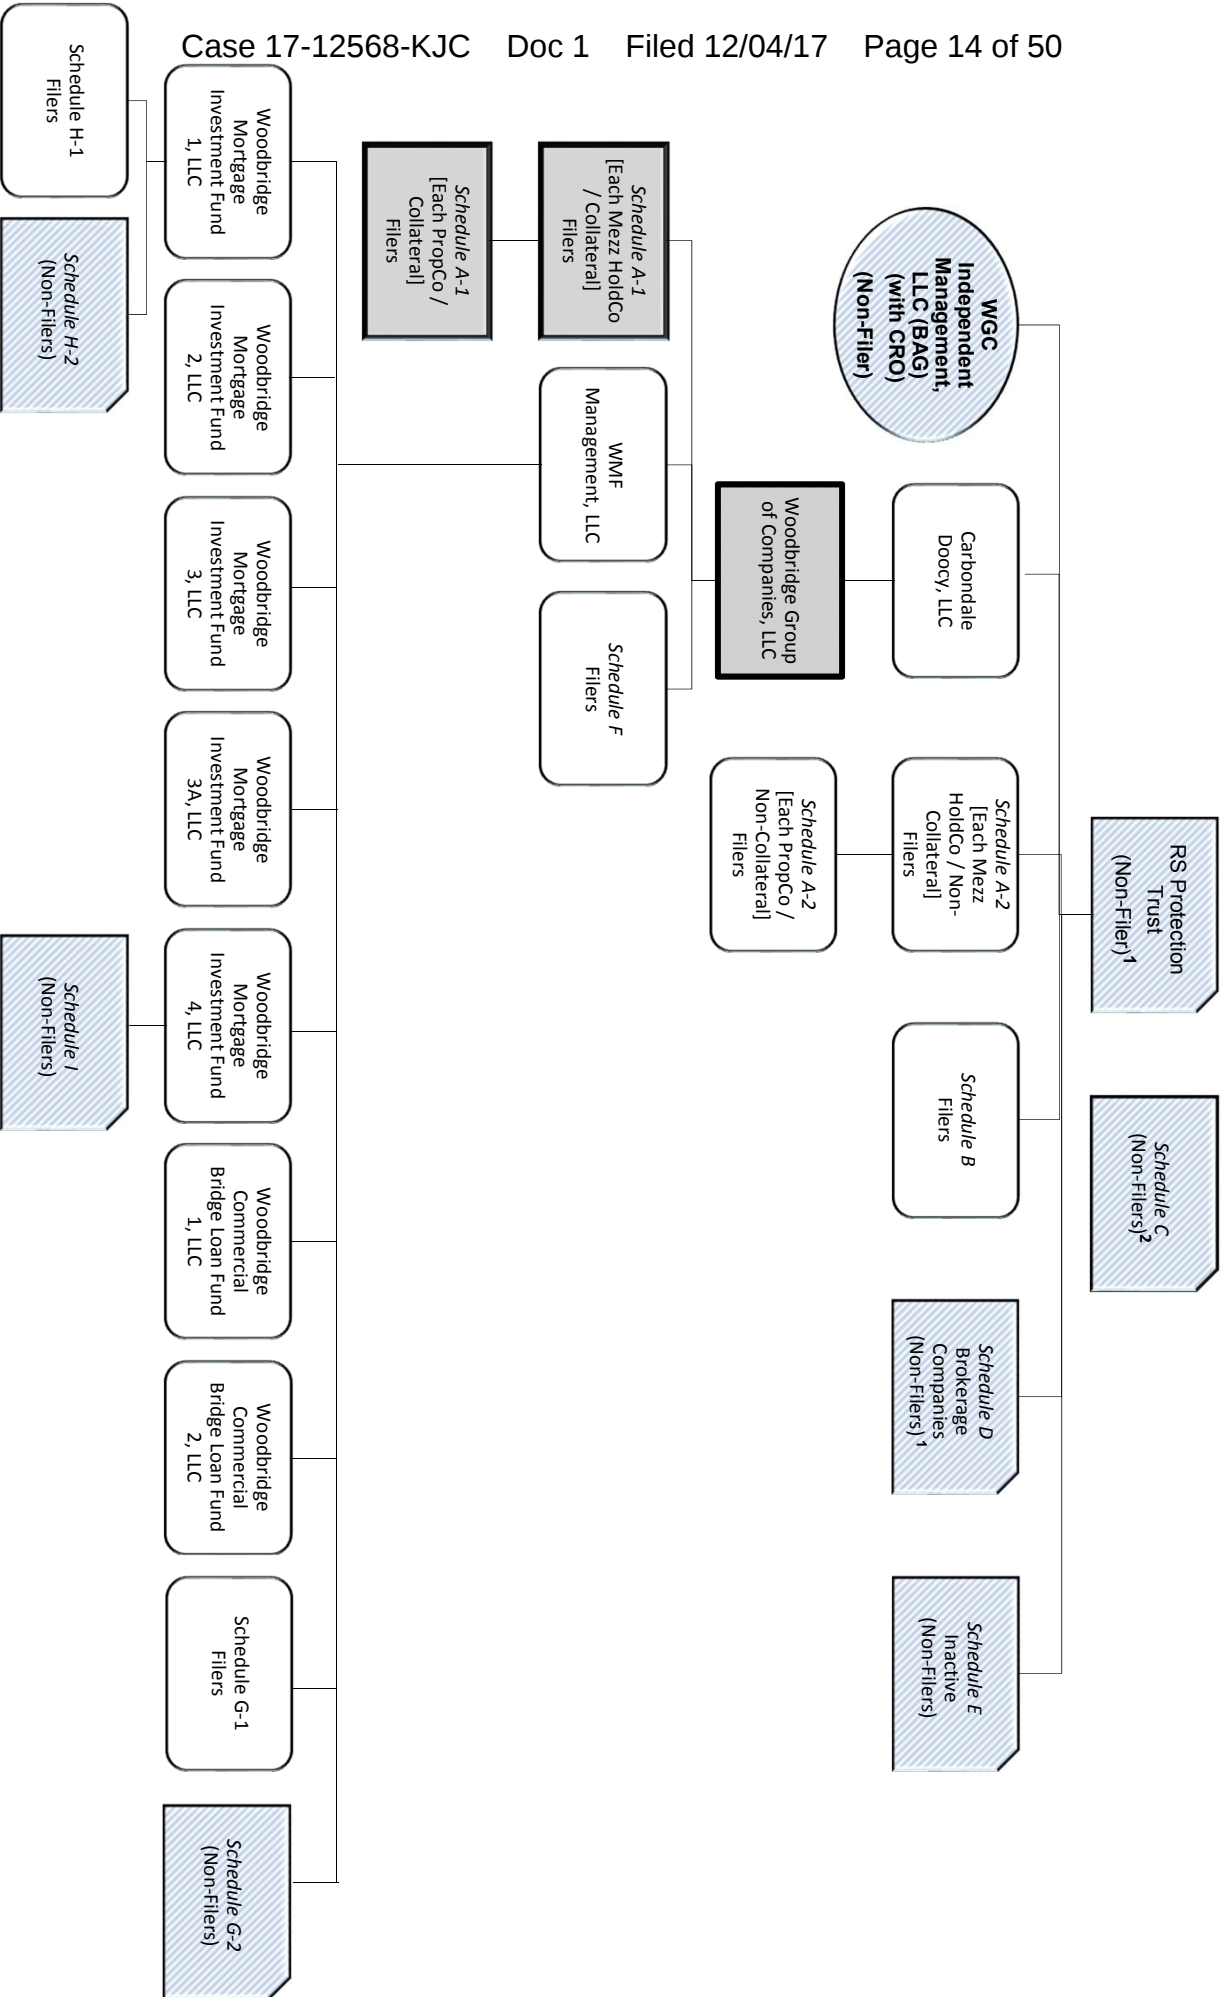 Case 17-12568-KJC Doc 1 Filed 12/04/17 Page 14 of 50
RS Protection
Trust
(Non-Filer)¹
Schedule C
(Non-Filers)²
WGC
Independent
Management,
LLC (BAG)
(with CRO)
(Non-Filer)
Carbondale
Doocy, LLC
Schedule A-2
[Each Mezz
HoldCo / Non-
Collateral]
Filers
Schedule B
Filers
Schedule D
Brokerage
Companies
(Non-Filers) ¹
Schedule E
Inactive
(Non-Filers)
Woodbridge Group
of Companies, LLC
Schedule A-2
[Each PropCo /
Non-Collateral]
Filers
Schedule A-1
[Each Mezz HoldCo
/ Collateral]
Filers
WMF
Management, LLC
Schedule F
Filers
Schedule A-1
[Each PropCo /
Collateral]
Filers
Woodbridge
Mortgage
Investment Fund
1, LLC
Woodbridge
Mortgage
Investment Fund
2, LLC
Woodbridge
Mortgage
Investment Fund
3, LLC
Woodbridge
Mortgage
Investment Fund
3A, LLC
Woodbridge
Mortgage
Investment Fund
4, LLC
Woodbridge
Commercial
Bridge Loan Fund
1, LLC
Woodbridge
Commercial
Bridge Loan Fund
2, LLC
Schedule G-1
Filers
Schedule G-2
(Non-Filers)
Schedule H-1
Filers
Schedule H-2
(Non-Filers)
Schedule I
(Non-Filers)